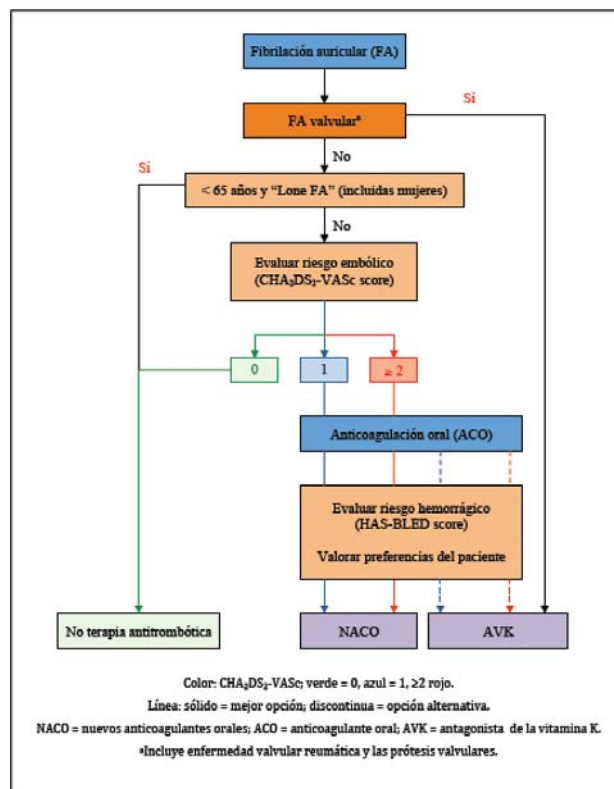 Fibrilación auricular (FA)
Sí
FA valvularª
No
Sí
< 65 años y “Lone FA” (incluidas mujeres)
No
Evaluar riesgo embólico
(CHA₂DS₂-VASc score)
0
1
≥ 2
Anticoagulación oral (ACO)
Evaluar riesgo hemorrágico
(HAS-BLED score)
Valorar preferencias del paciente
No terapia antitrombótica
NACO
AVK
Color: CHA₂DS₂-VASc; verde = 0, azul = 1, ≥2 rojo.
Línea: sólido = mejor opción; discontinua = opción alternativa.
NACO = nuevos anticoagulantes orales; ACO = anticoagulante oral; AVK = antagonista de la vitamina K.
ªIncluye enfermedad valvular reumática y las prótesis valvulares.